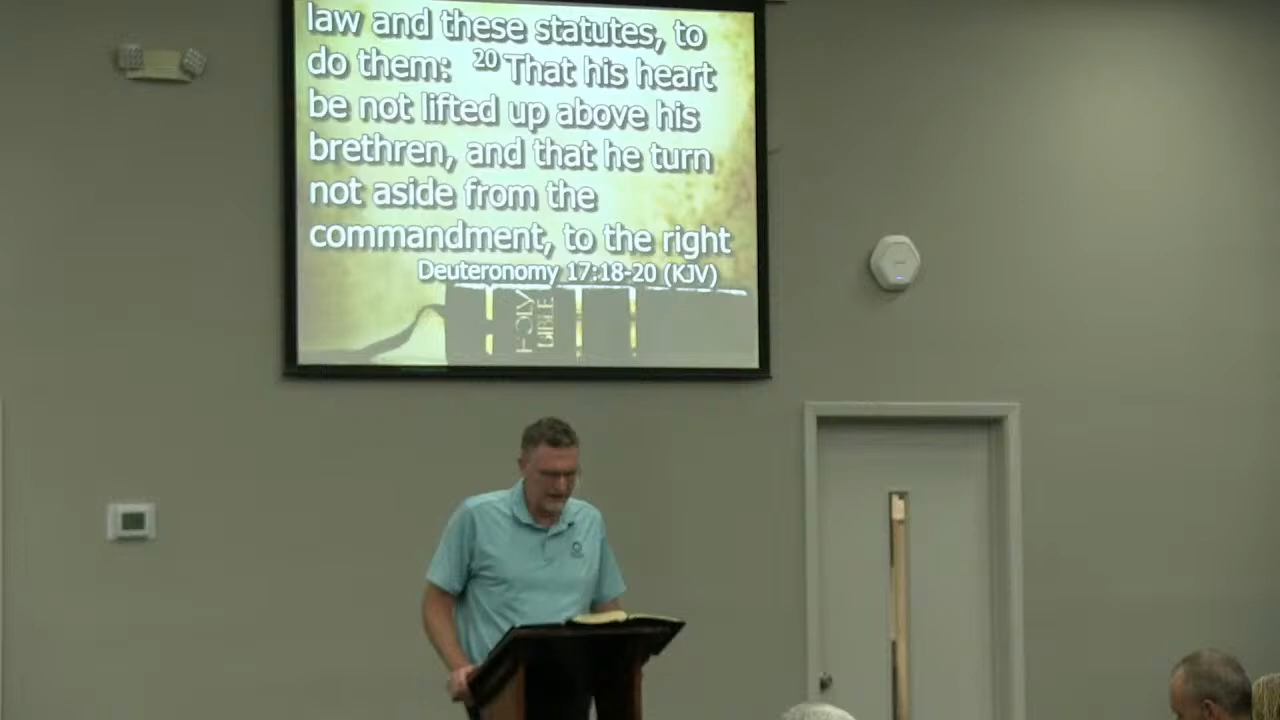 law and these statutes, to
do them: 20 That his heart
be not lifted up above his
brethren, and that he turn
not aside from the
commandment, to the right
Deuteronomy 17:18-20 (KJV)
HOLY
BIBLE